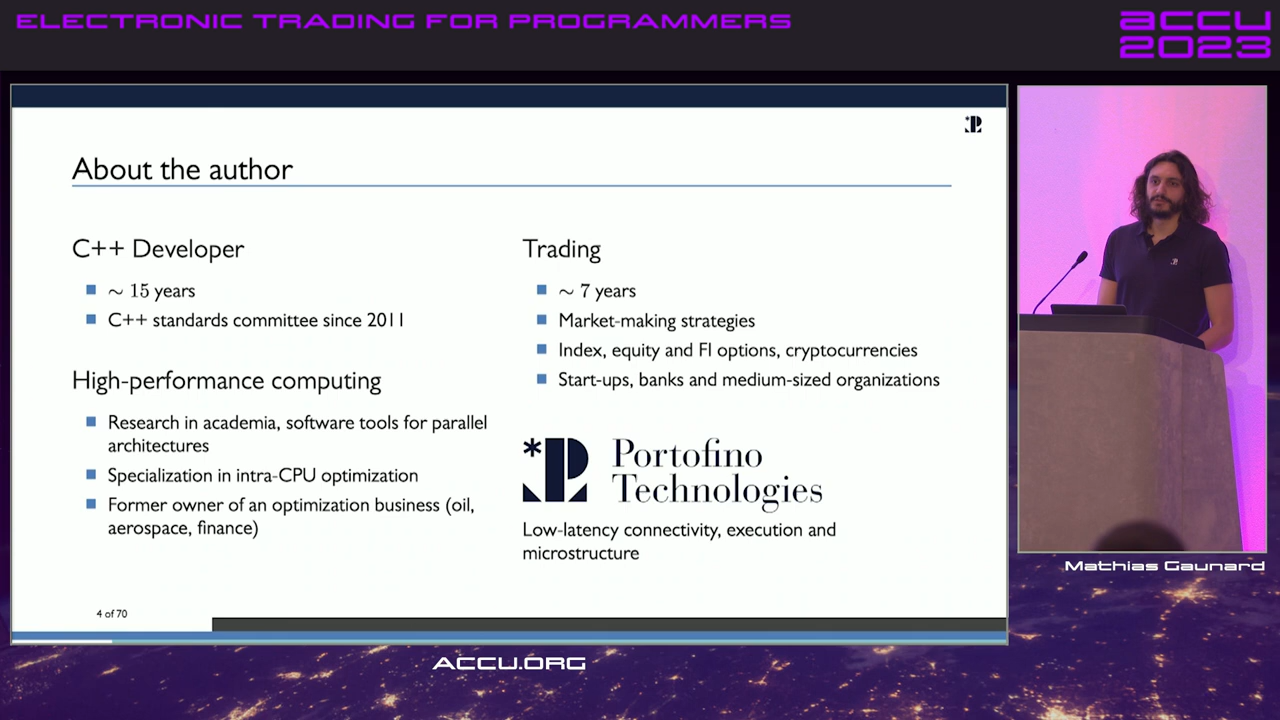 ELECTRONIC TRADING FOR PROGRAMMERS
accu
2023
About the author
C++ Developer
∼ 15 years
C++ standards committee since 2011
High-performance computing
Research in academia, software tools for parallel
architectures
Specialization in intra-CPU optimization
Former owner of an optimization business (oil,
aerospace, finance)
Trading
∼ 7 years
Market-making strategies
Index, equity and FI options, cryptocurrencies
Start-ups, banks and medium-sized organizations
Portofino
Technologies
Low-latency connectivity, execution and
microstructure
4 of 70
Mathias Gaunard
ACCU.ORG